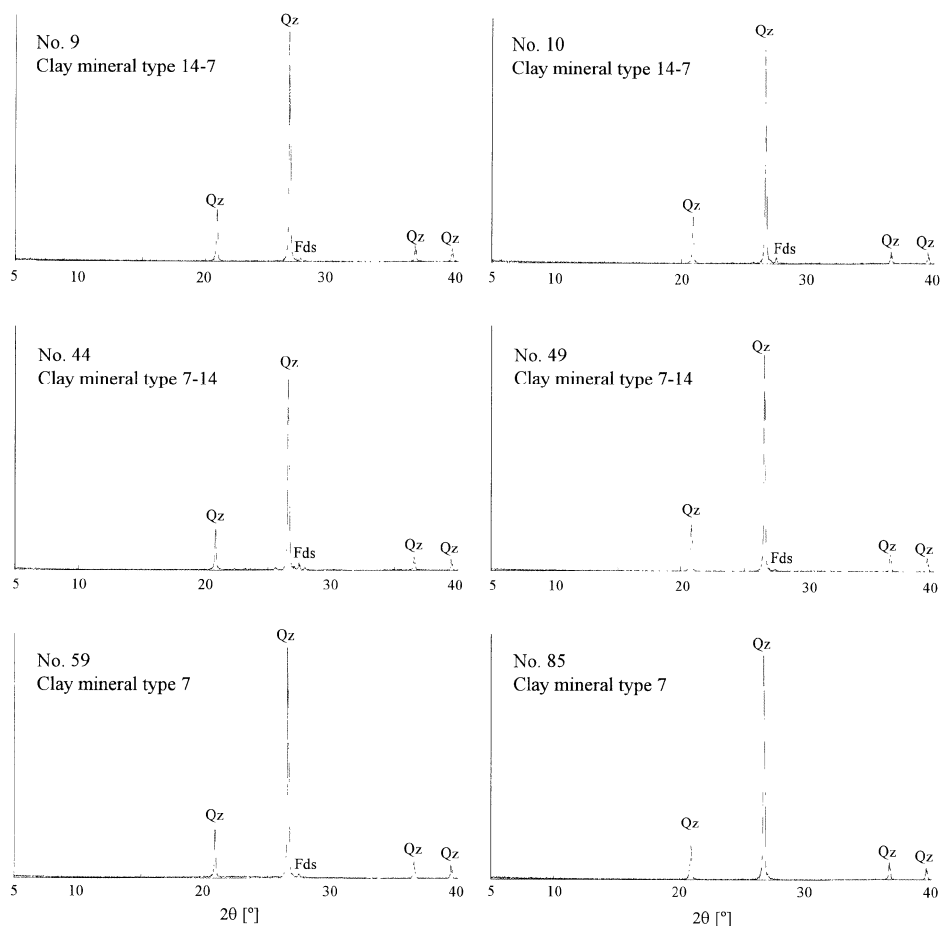 No. 9
Clay mineral type 14-7
Qz
Qz
Fds
Qz
Qz
5
10
20
30
40
No. 10
Clay mineral type 14-7
Qz
Qz
Fds
Qz
Qz
5
10
20
30
40
No. 44
Clay mineral type 7-14
Qz
Qz
Fds
Qz
Qz
5
10
20
30
40
No. 49
Clay mineral type 7-14
Qz
Qz
Fds
Qz
Qz
5
10
20
30
40
No. 59
Clay mineral type 7
Qz
Qz
Fds
Qz
Qz
5
10
20
30
40
2θ [º]
No. 85
Clay mineral type 7
Qz
Qz
Qz
Qz
5
10
20
30
40
2θ [º]